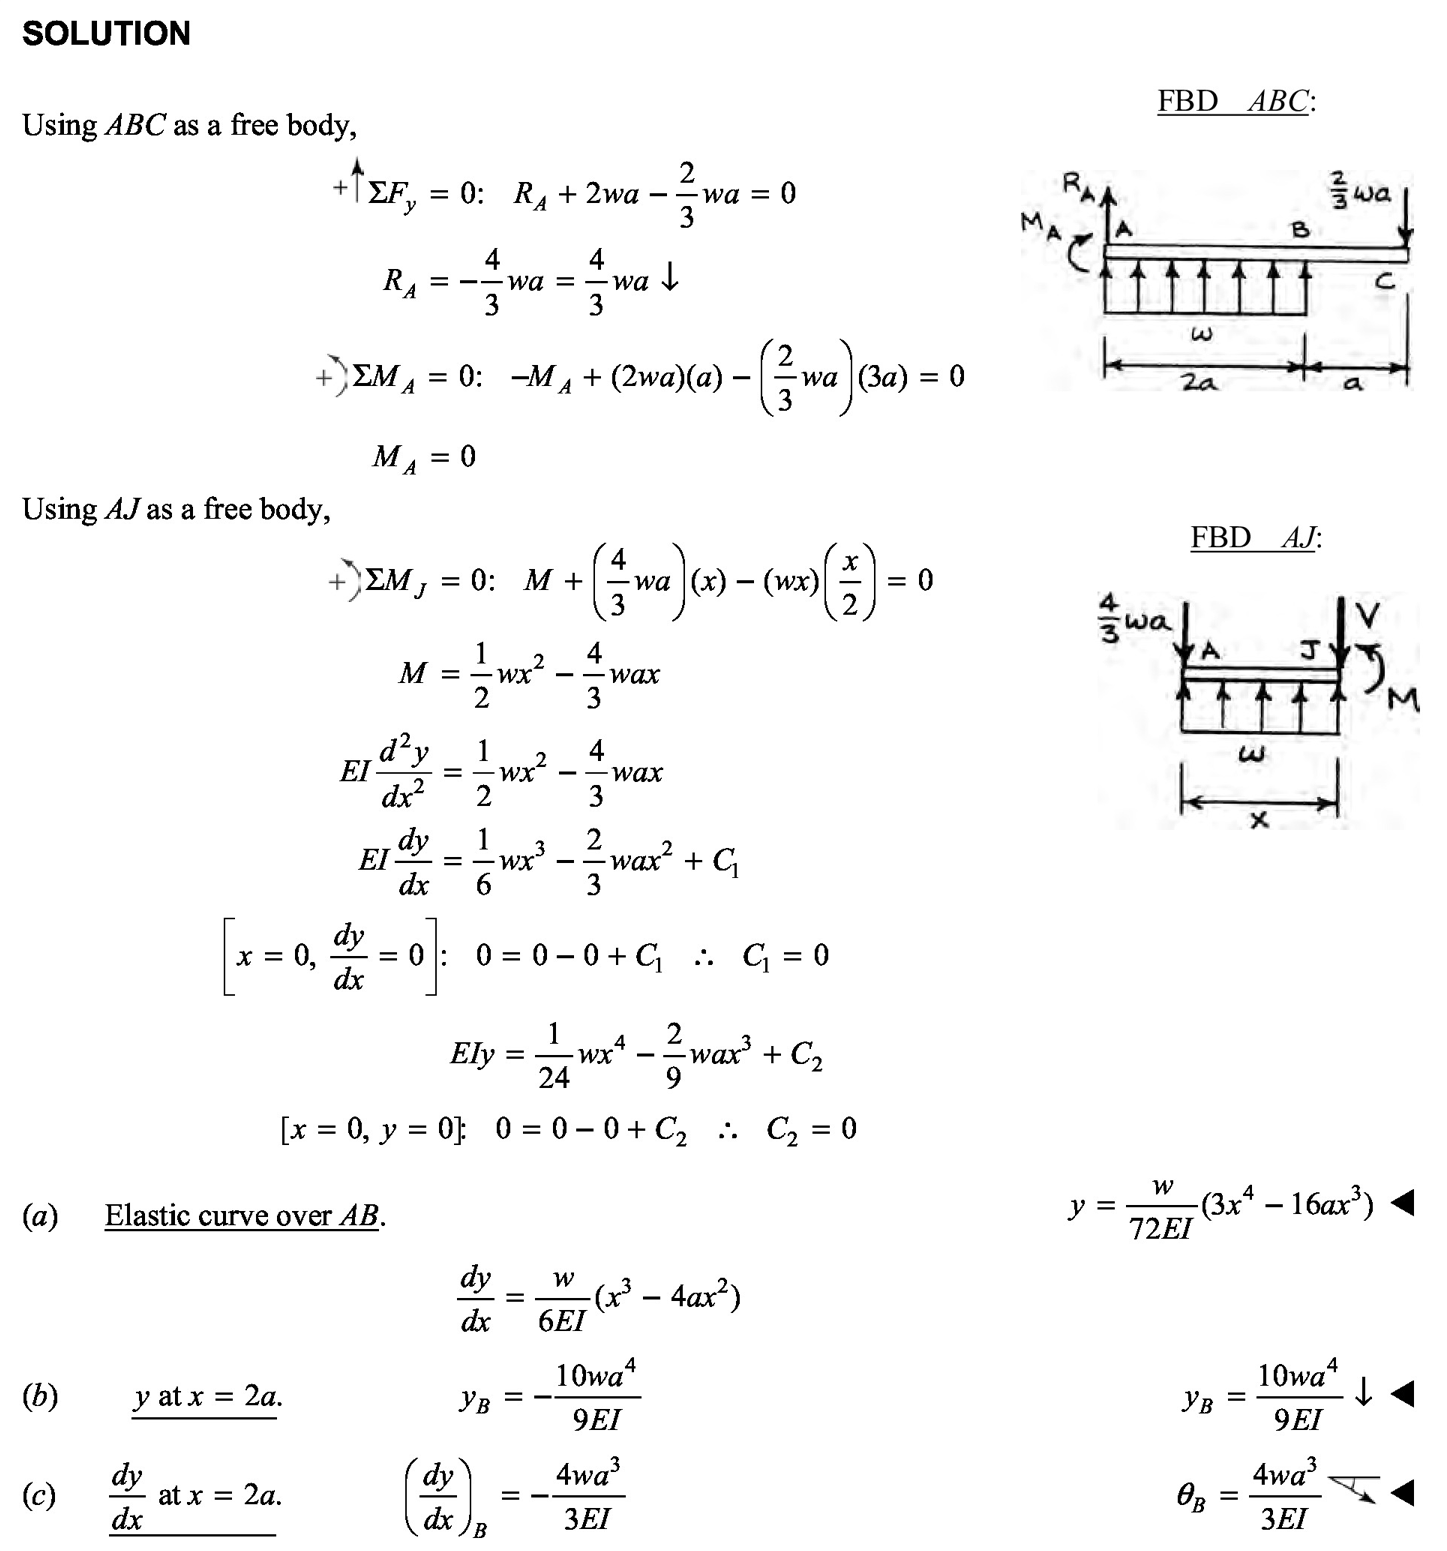 SOLUTION
FBD ABC:
Using ABC as a free body,
+↑ΣF_y = 0: R_A + 2wa − 2/3 wa = 0
R_A = −4/3 wa = 4/3 wa ↓
+↺ΣM_A = 0: −M_A + (2wa)(a) − (2/3 wa)(3a) = 0
M_A = 0
R_A
M_A
A
B
2/3 wa
C
w
2a
a
Using AJ as a free body,
FBD AJ:
+↺ΣM_J = 0: M + (4/3 wa)(x) − (wx)(x/2) = 0
M = 1/2 wx² − 4/3 wax
EI d²y/dx² = 1/2 wx² − 4/3 wax
EI dy/dx = 1/6 wx³ − 2/3 wax² + C₁
4/3 wa
A
J
V
M
w
x
[x = 0, dy/dx = 0]: 0 = 0 − 0 + C₁ ∴ C₁ = 0
EIy = 1/24 wx⁴ − 2/9 wax³ + C₂
[x = 0, y = 0]: 0 = 0 − 0 + C₂ ∴ C₂ = 0
(a) Elastic curve over AB. y = w/72EI (3x⁴ − 16ax³) ◄
dy/dx = w/6EI (x³ − 4ax²)
(b) y at x = 2a. y_B = −10wa⁴/9EI y_B = 10wa⁴/9EI ↓ ◄
(c) dy/dx at x = 2a. (dy/dx)_B = −4wa³/3EI θ_B = 4wa³/3EI ◄